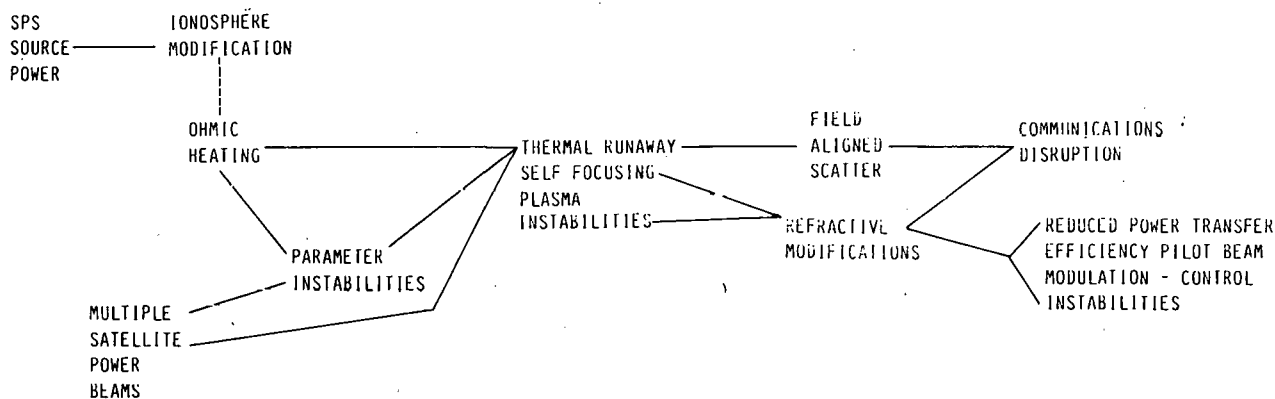 SPS
SOURCE
POWER
IONOSPHERE
MODIFICATION
OHMIC
HEATING
THERMAL RUNAWAY
SELF FOCUSING
PLASMA
INSTABILITIES
FIELD
ALIGNED
SCATTER
COMMUNICATIONS
DISRUPTION
REFRACTIVE
MODIFICATIONS
REDUCED POWER TRANSFER
EFFICIENCY PILOT BEAM
MODULATION - CONTROL
INSTABILITIES
PARAMETER
INSTABILITIES
MULTIPLE
SATELLITE
POWER
BEAMS